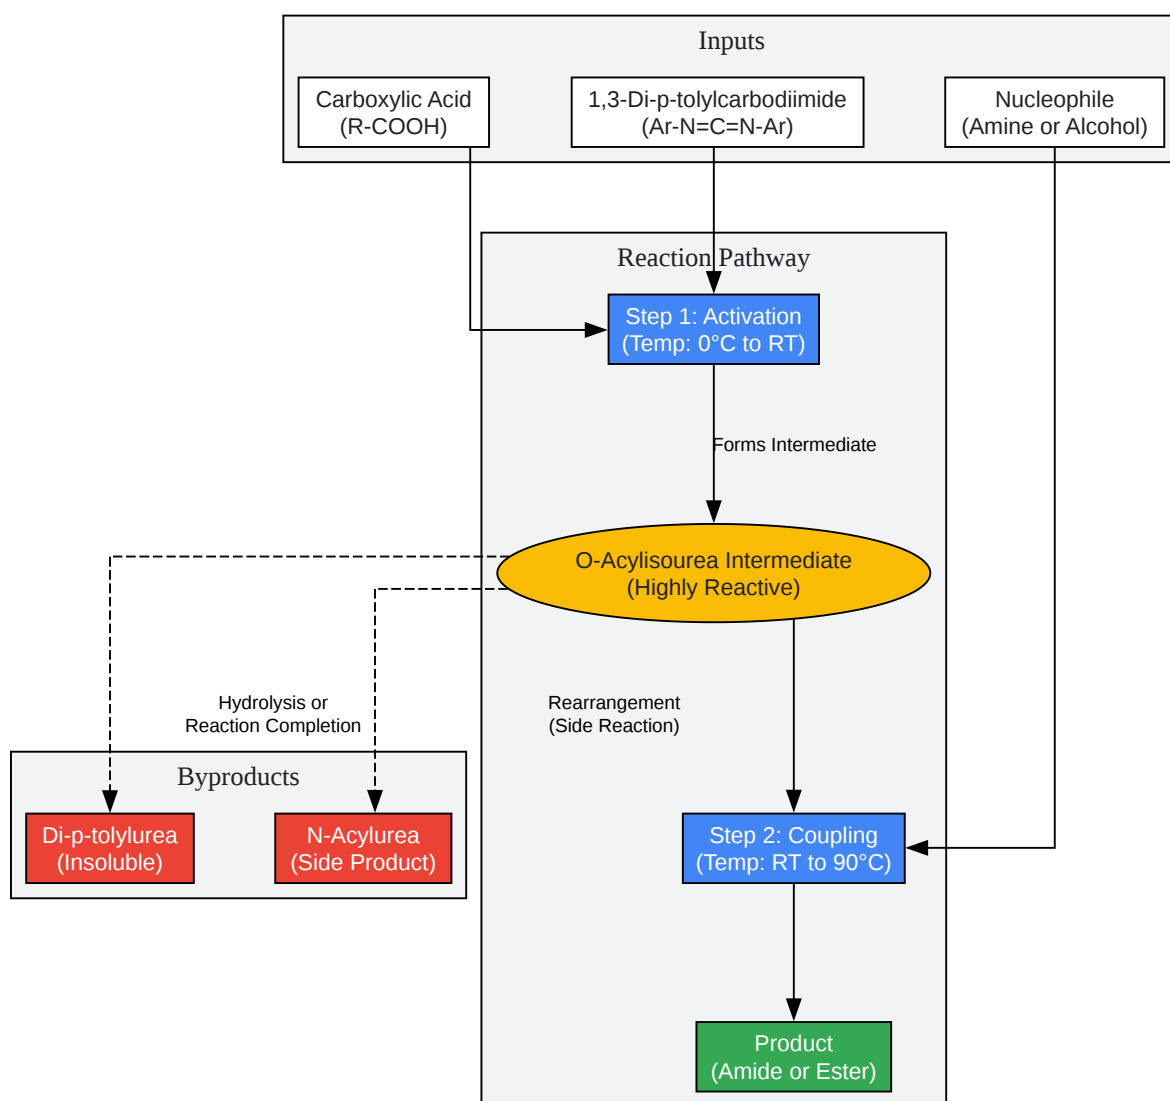 Inputs
Carboxylic Acid
(R-COOH)
1,3-Di-p-tolylcarbodiimide
(Ar-N=C=N-Ar)
Nucleophile
(Amine or Alcohol)
Reaction Pathway
Step 1: Activation
(Temp: 0°C to RT)
Forms Intermediate
O-Acylisourea Intermediate
(Highly Reactive)
Hydrolysis or
Reaction Completion
Rearrangement
(Side Reaction)
Byproducts
Di-p-tolylurea
(Insoluble)
N-Acylurea
(Side Product)
Step 2: Coupling
(Temp: RT to 90°C)
Product
(Amide or Ester)